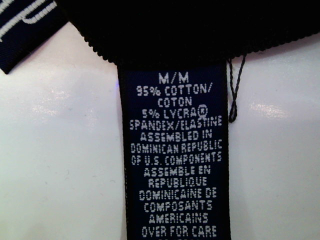 M/M
95% COTTON/
COTON
5% LYCRA®
SPANDEX/ELASTINE
ASSEMBLED IN
DOMINICAN REPUBLIC
OF U.S. COMPONENTS
ASSEMBLE EN
REPUBLIQUE
DOMINICAINE DE
COMPOSANTS
AMERICAINS
OVER FOR CARE